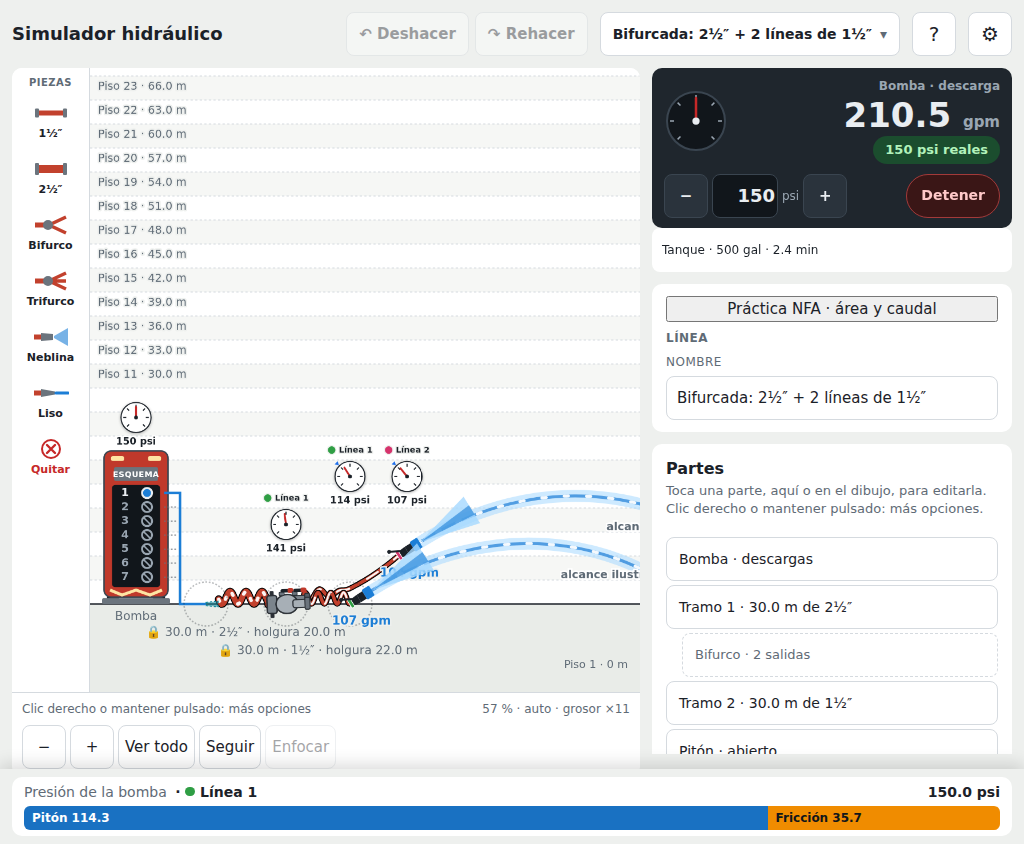 Simulador hidráulico
↶ Deshacer
↷ Rehacer
Bifurcada: 2½″ + 2 líneas de 1½″ ▾
?
⚙
PIEZAS
1½″
2½″
Bifurco
Trifurco
Neblina
Liso
Quitar
Piso 23 · 66.0 m
Piso 22 · 63.0 m
Piso 21 · 60.0 m
Piso 20 · 57.0 m
Piso 19 · 54.0 m
Piso 18 · 51.0 m
Piso 17 · 48.0 m
Piso 16 · 45.0 m
Piso 15 · 42.0 m
Piso 14 · 39.0 m
Piso 13 · 36.0 m
Piso 12 · 33.0 m
Piso 11 · 30.0 m
150 psi
ESQUEMA
1
2
3
4
5
6
7
Bomba
Línea 1
141 psi
Línea 1
114 psi
Línea 2
107 psi
alcan
alcance ilust
gpm
107 gpm
🔒 30.0 m · 2½″ · holgura 20.0 m
🔒 30.0 m · 1½″ · holgura 22.0 m
Piso 1 · 0 m
Clic derecho o mantener pulsado: más opciones
57 % · auto · grosor ×11
−
+
Ver todo
Seguir
Enfocar
Bomba · descarga
210.5 gpm
150 psi reales
−
150 psi
+
Detener
Tanque · 500 gal · 2.4 min
Práctica NFA · área y caudal
LÍNEA
NOMBRE
Bifurcada: 2½″ + 2 líneas de 1½″
Partes
Toca una parte, aquí o en el dibujo, para editarla.
Clic derecho o mantener pulsado: más opciones.
Bomba · descargas
Tramo 1 · 30.0 m de 2½″
Bifurco · 2 salidas
Tramo 2 · 30.0 m de 1½″
Pitón · abierto
Presión de la bomba · Línea 1
150.0 psi
Pitón 114.3
Fricción 35.7